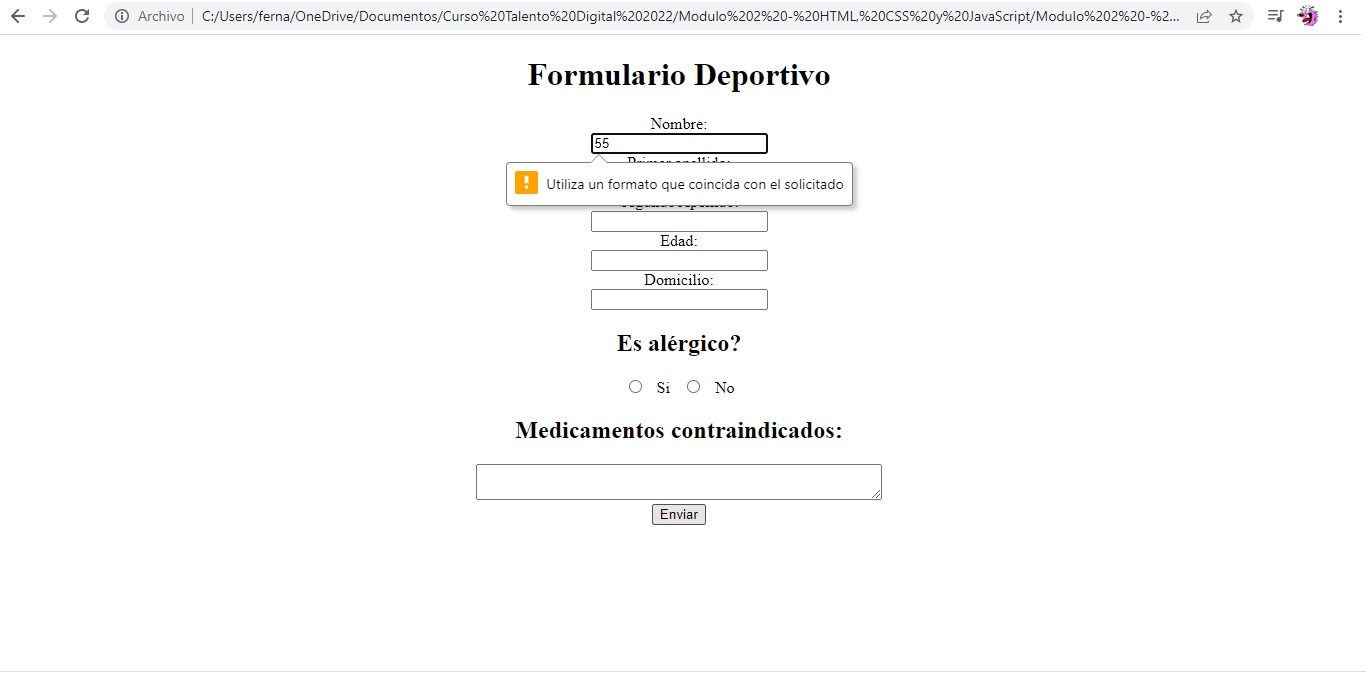 Archivo C:/Users/ferna/OneDrive/Documentos/Curso%20Talento%20Digital%202022/Modulo%202%20-%20HTML,%20CSS%20y%20JavaScript/Modulo%202%20-%2...
Formulario Deportivo
Nombre:
55
Utiliza un formato que coincida con el solicitado
Edad:
Domicilio:
Es alérgico?
Si No
Medicamentos contraindicados:
Enviar